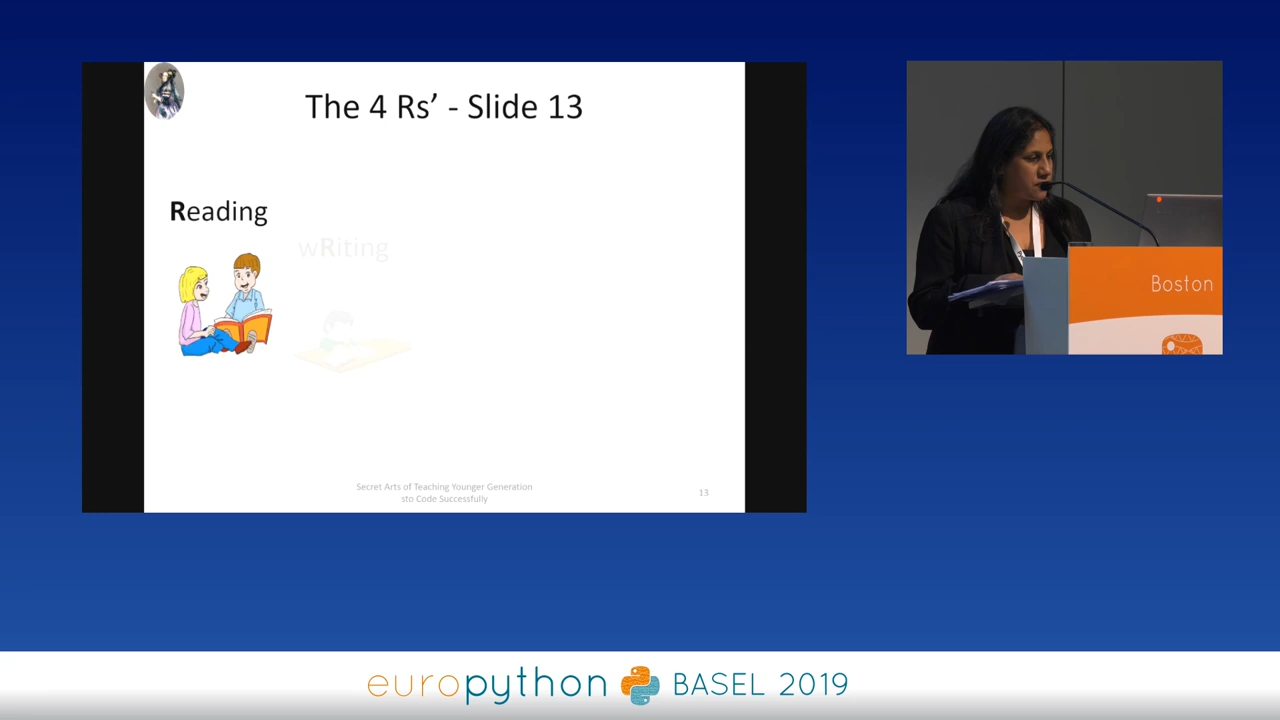 The 4 Rs’ - Slide 13
Reading
wRiting
Secret Arts of Teaching Younger Generation
sto Code Successfully
13
Boston
europython BASEL 2019